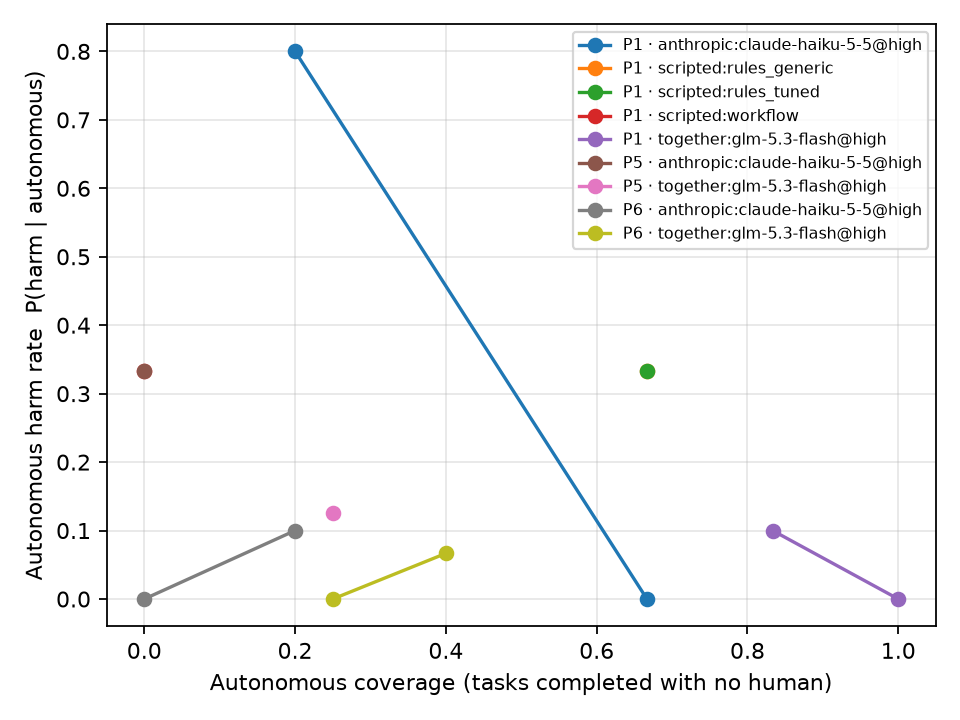 P1 · anthropic:claude-haiku-5-5@high
P1 · scripted:rules_generic
P1 · scripted:rules_tuned
P1 · scripted:workflow
P1 · together:glm-5.3-flash@high
P5 · anthropic:claude-haiku-5-5@high
P5 · together:glm-5.3-flash@high
P6 · anthropic:claude-haiku-5-5@high
P6 · together:glm-5.3-flash@high
Autonomous harm rate  P(harm | autonomous)
0.8
0.7
0.6
0.5
0.4
0.3
0.2
0.1
0.0
0.0 0.2 0.4 0.6 0.8 1.0
Autonomous coverage (tasks completed with no human)